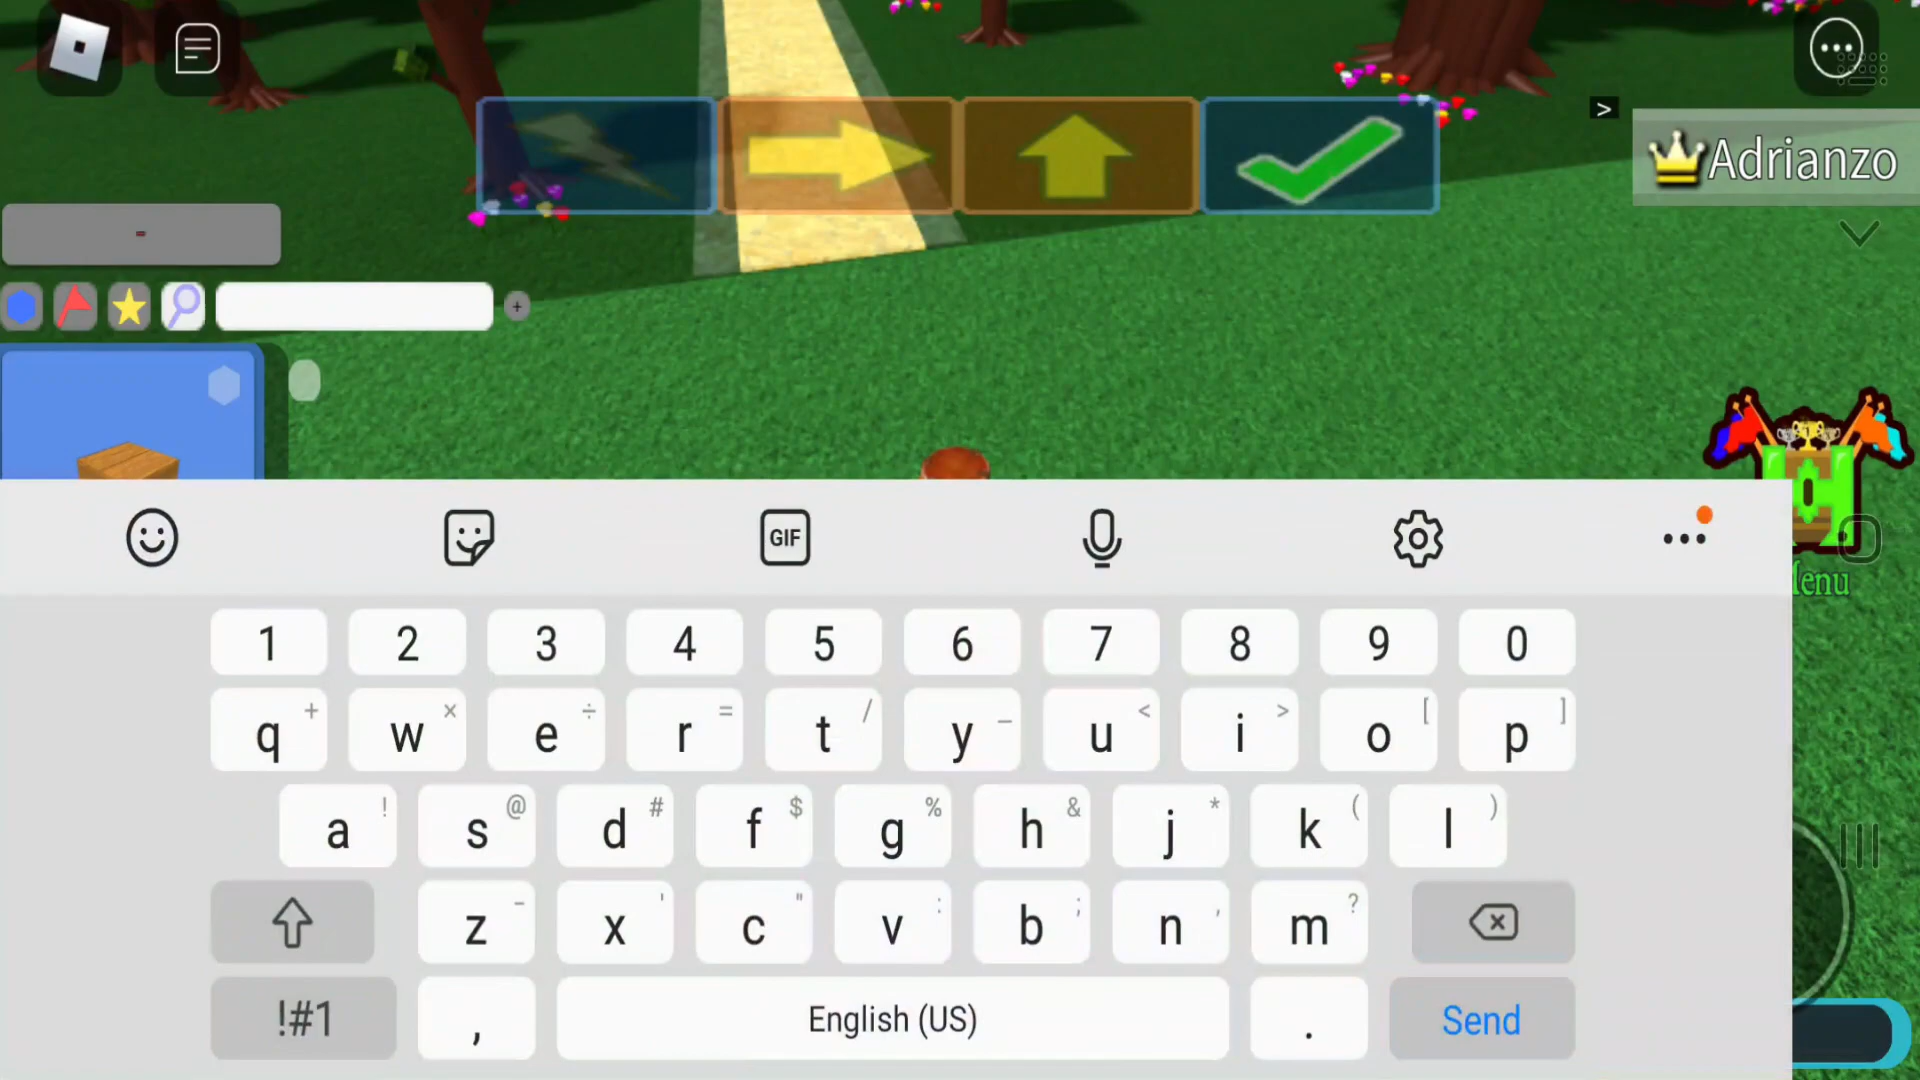 >
Adrianzo
-
+
GIF
1 2 3 4 5 6 7 8 9 0
q + w × e ÷ r = t / y _ u < i > o [ p ]
a ! s @ d # f $ g % h & j * k ( l )
z - x ' c " v : b ; n , m ?
!#1 , English (US) . Send